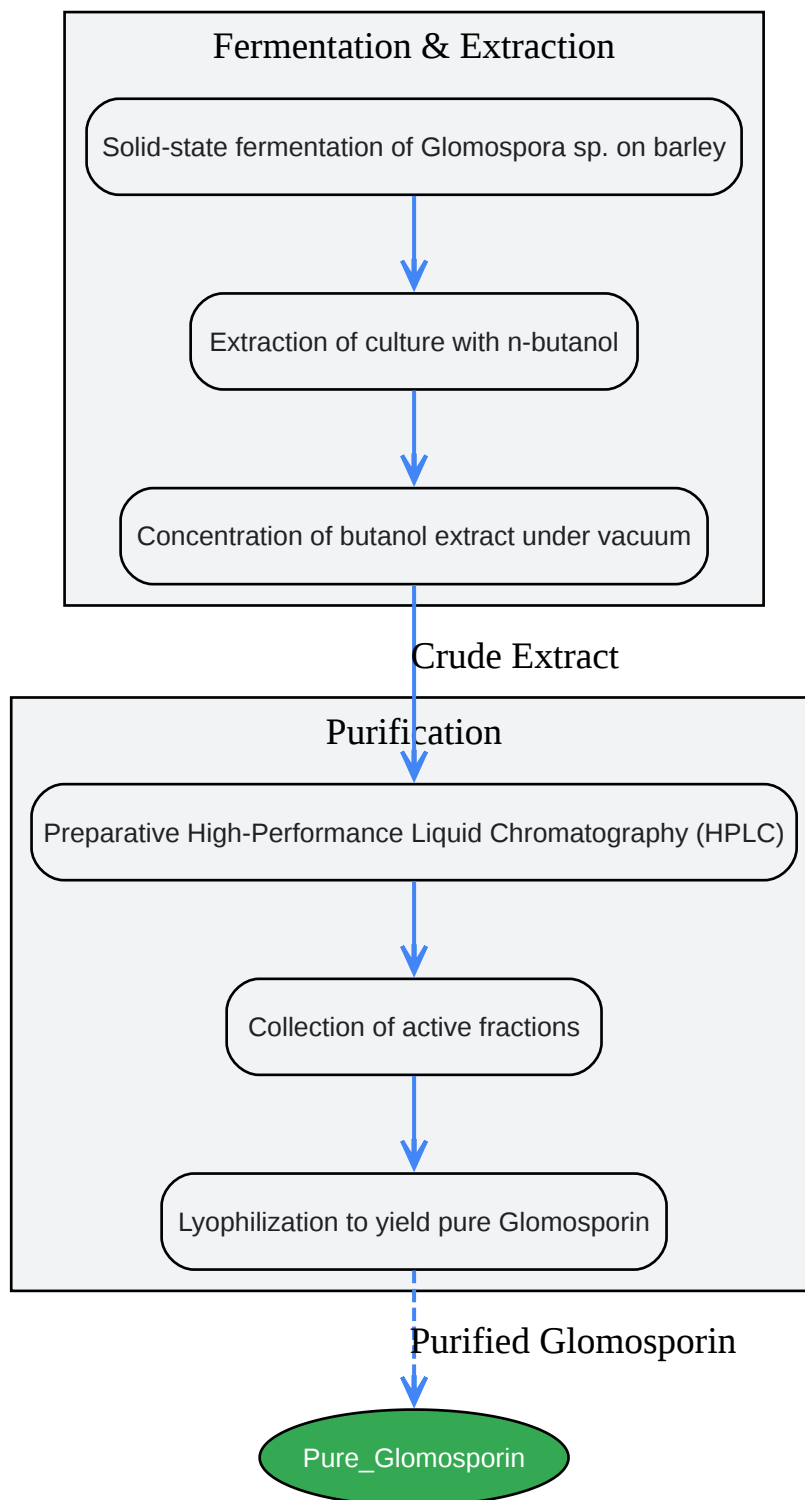 Fermentation & Extraction
Solid-state fermentation of Glomospora sp. on barley
Extraction of culture with n-butanol
Concentration of butanol extract under vacuum
Crude Extract
Purification
Preparative High-Performance Liquid Chromatography (HPLC)
Collection of active fractions
Lyophilization to yield pure Glomosporin
Purified Glomosporin
Pure_Glomosporin